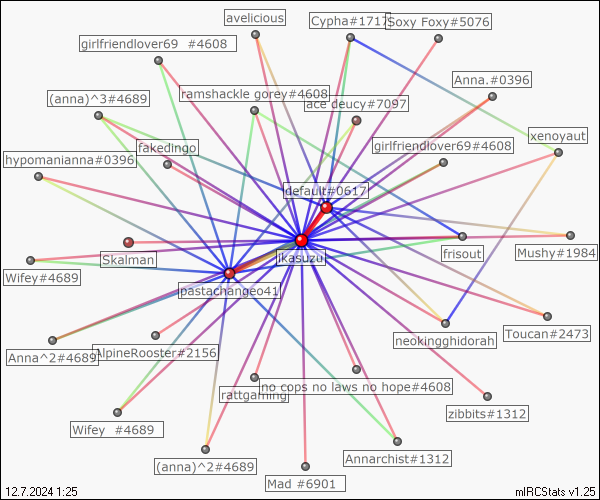 avelicious
Cypha#1717
Soxy Foxy#5076
girlfriendlover69 #4608
Anna.#0396
(anna)^3#4689
ramshackle gorey#4608
ace deucy#7097
xenoyaut
fakedingo
girlfriendlover69#4608
hypomanianna#0396
default#0617
Skalman
jkasuzu
frisout
Mushy#1984
Wifey#4689
pastachangeo41
Toucan#2473
neokingghidorah
Anna^2#4689
AlpineRooster#2156
no cops no laws no hope#4608
rattgaming
zibbits#1312
Wifey #4689
(anna)^2#4689
Annarchist#1312
Mad #6901
12.7.2024 1:25
mIRCStats v1.25